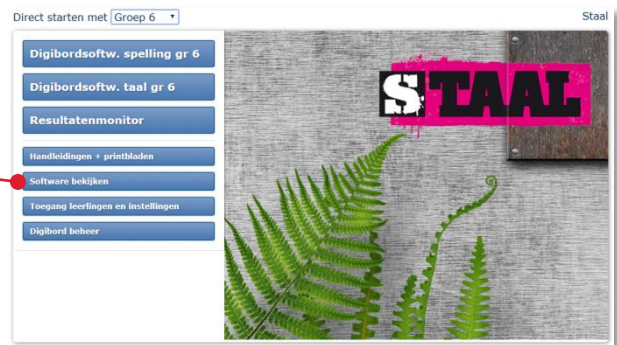 Direct starten met Groep 6
Staal
Digibordsoftw. spelling gr 6
Digibordsoftw. taal gr 6
Resultatenmonitor
Handleidingen + printbladen
Software bekijken
Toegang leerlingen en instellingen
Digibord beheer
STAAL